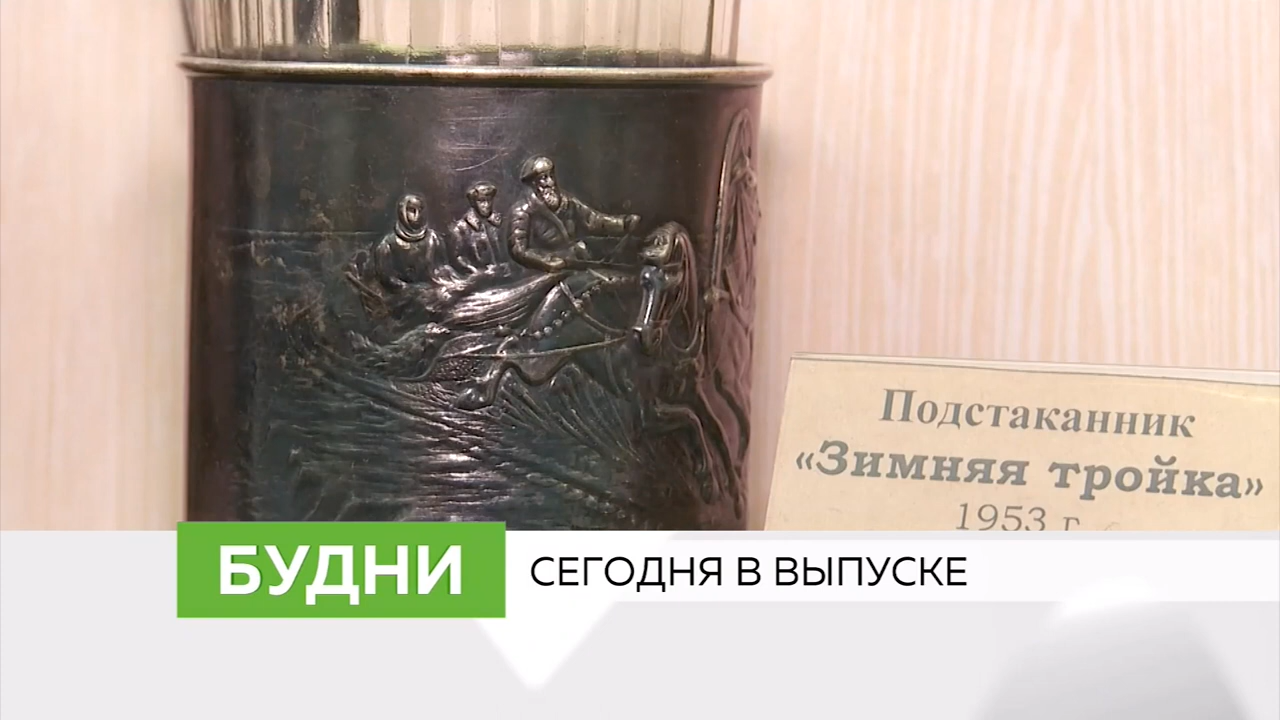 Подстаканник
«Зимняя тройка»
1953 г.
БУДНИ
СЕГОДНЯ В ВЫПУСКЕ